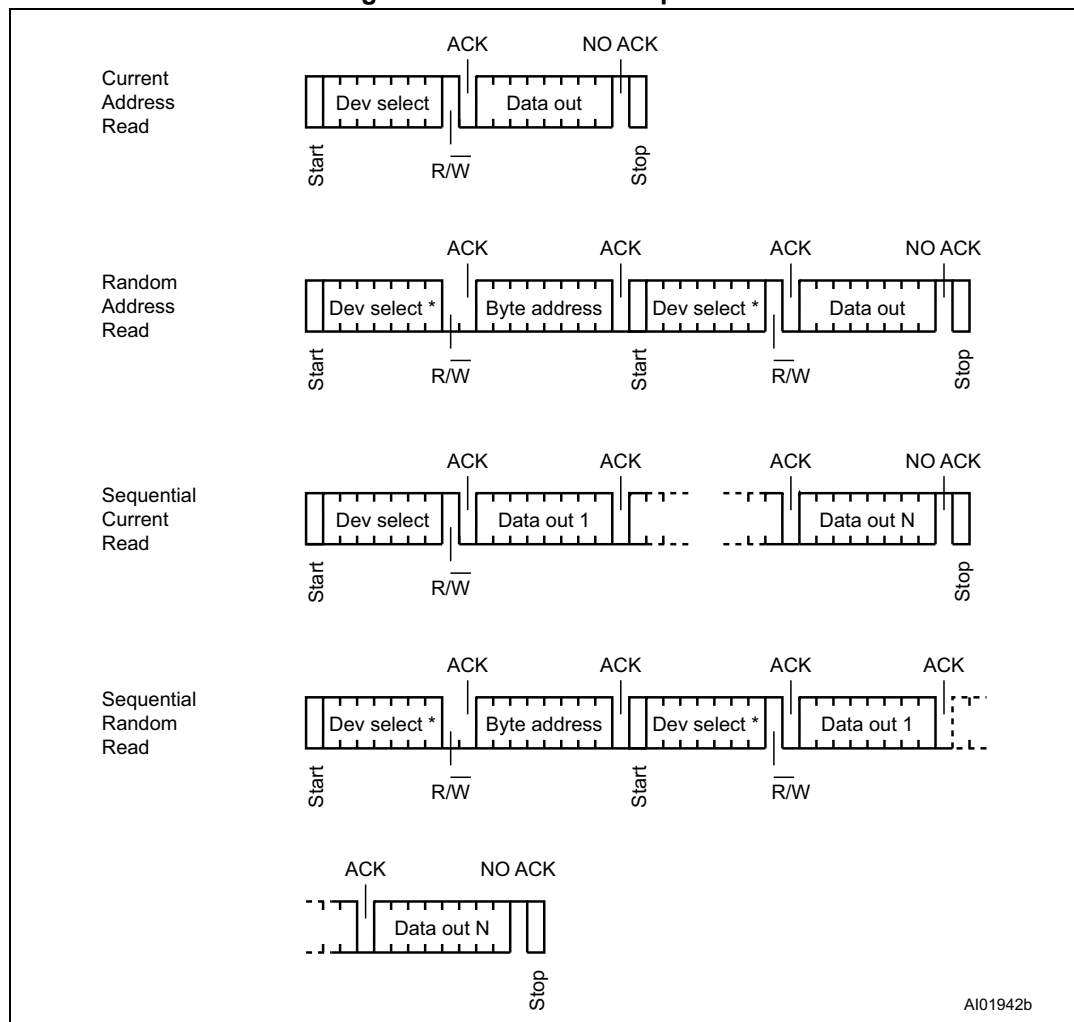 ACK NO ACK
Current
Address
Read
Dev select Data out
Start R/W Stop
ACK ACK ACK NO ACK
Random
Address
Read
Dev select * Byte address Dev select * Data out
Start R/W Start R/W Stop
ACK ACK ACK NO ACK
Sequential
Current
Read
Dev select Data out 1 Data out N
Start R/W Stop
ACK ACK ACK ACK
Sequential
Random
Read
Dev select * Byte address Dev select * Data out 1
Start R/W Start R/W
ACK NO ACK
Data out N
Stop
AI01942b